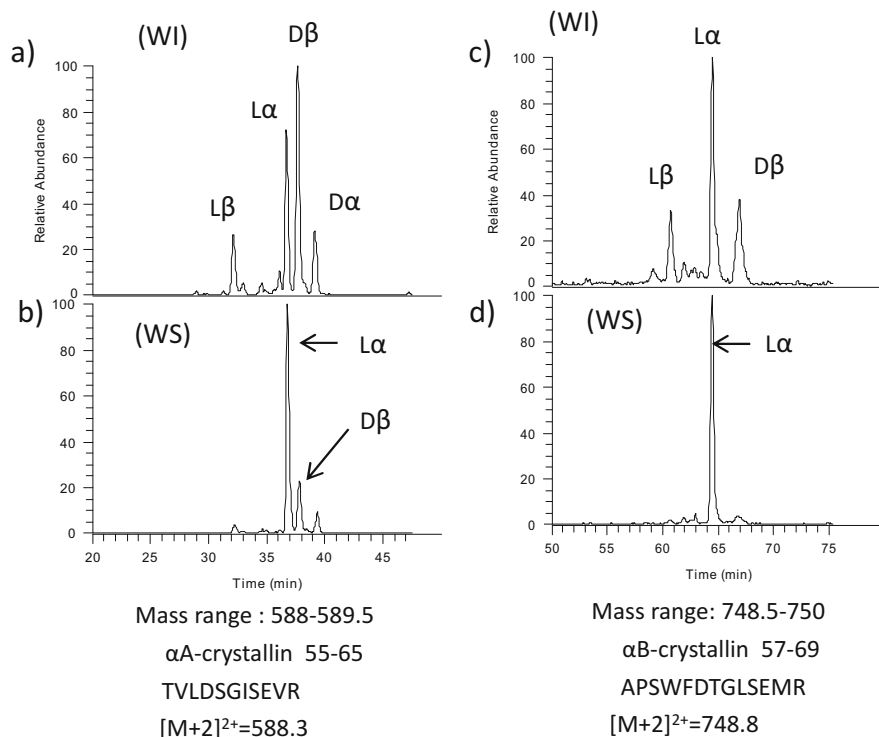 a)
(WI)
Dβ
Lα
Lβ
Dα
Relative Abundance
100
80
60
40
20
0
b)
(WS)
Lα
Dβ
100
80
60
40
20
0
20 25 30 35 40 45
Time (min)
Mass range : 588-589.5
αA-crystallin 55-65
TVLDSGISEVR
[M+2]²⁺=588.3
c)
(WI)
Lα
Lβ
Dβ
Relative Abundance
100
80
60
40
20
0
d)
(WS)
Lα
100
80
60
40
20
0
50 55 60 65 70 75
Time (min)
Mass range: 748.5-750
αB-crystallin 57-69
APSWFDTGLSEMR
[M+2]²⁺=748.8